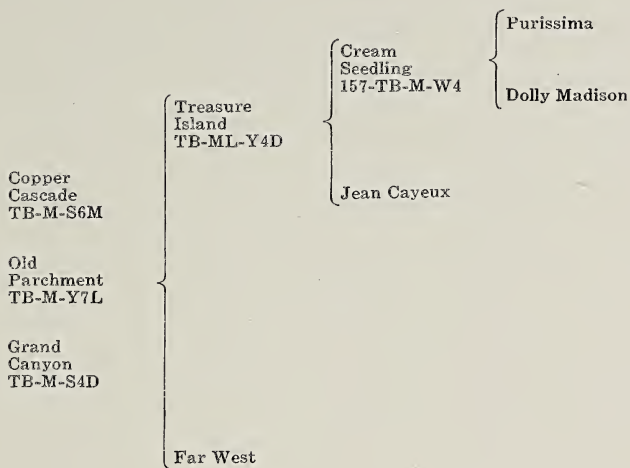 Purissima
Cream
Seedling
157-TB-M-W4
Dolly Madison
Treasure
Island
TB-ML-Y4D
Jean Cayeux
Copper
Cascade
TB-M-S6M
Old
Parchment
TB-M-Y7L
Grand
Canyon
TB-M-S4D
Far West